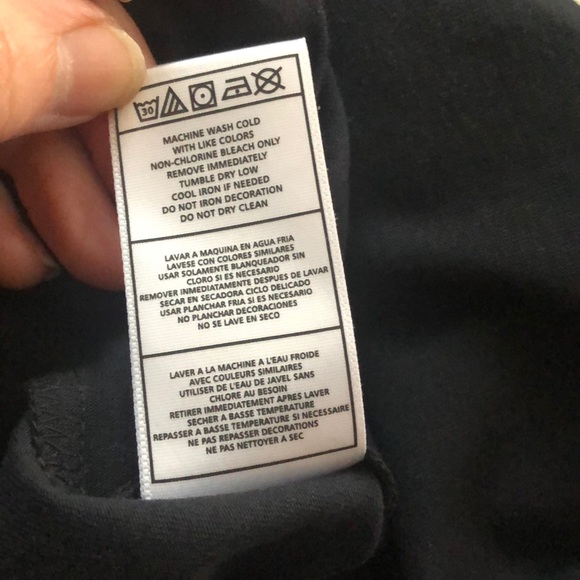 30
MACHINE WASH COLD
WITH LIKE COLORS
NON-CHLORINE BLEACH ONLY
REMOVE IMMEDIATELY
TUMBLE DRY LOW
COOL IRON IF NEEDED
DO NOT IRON DECORATION
DO NOT DRY CLEAN
LAVAR A MAQUINA EN AGUA FRIA
LAVESE CON COLORES SIMILARES
USAR SOLAMENTE BLANQUEADOR SIN
CLORO SI ES NECESARIO
REMOVER INMEDIATAMENTE DESPUES DE LAVAR
SECAR EN SECADORA CICLO DELICADO
USAR PLANCHAR FRIA SI ES NECESARIO
NO PLANCHAR DECORACIONES
NO SE LAVE EN SECO
LAVER A LA MACHINE A L'EAU FROIDE
AVEC COULEURS SIMILAIRES
UTILISER DE L'EAU DE JAVEL SANS
CHLORE AU BESOIN
RETIRER IMMEDIATEMENT APRÈS LAVER
SECHER A BASSE TEMPERATURE
REPASSER A BASSE TEMPERATUR SI NECESSAIRE
NE PAS REPASSER DECORATIONS
NE PAS NETTOYER A SEC